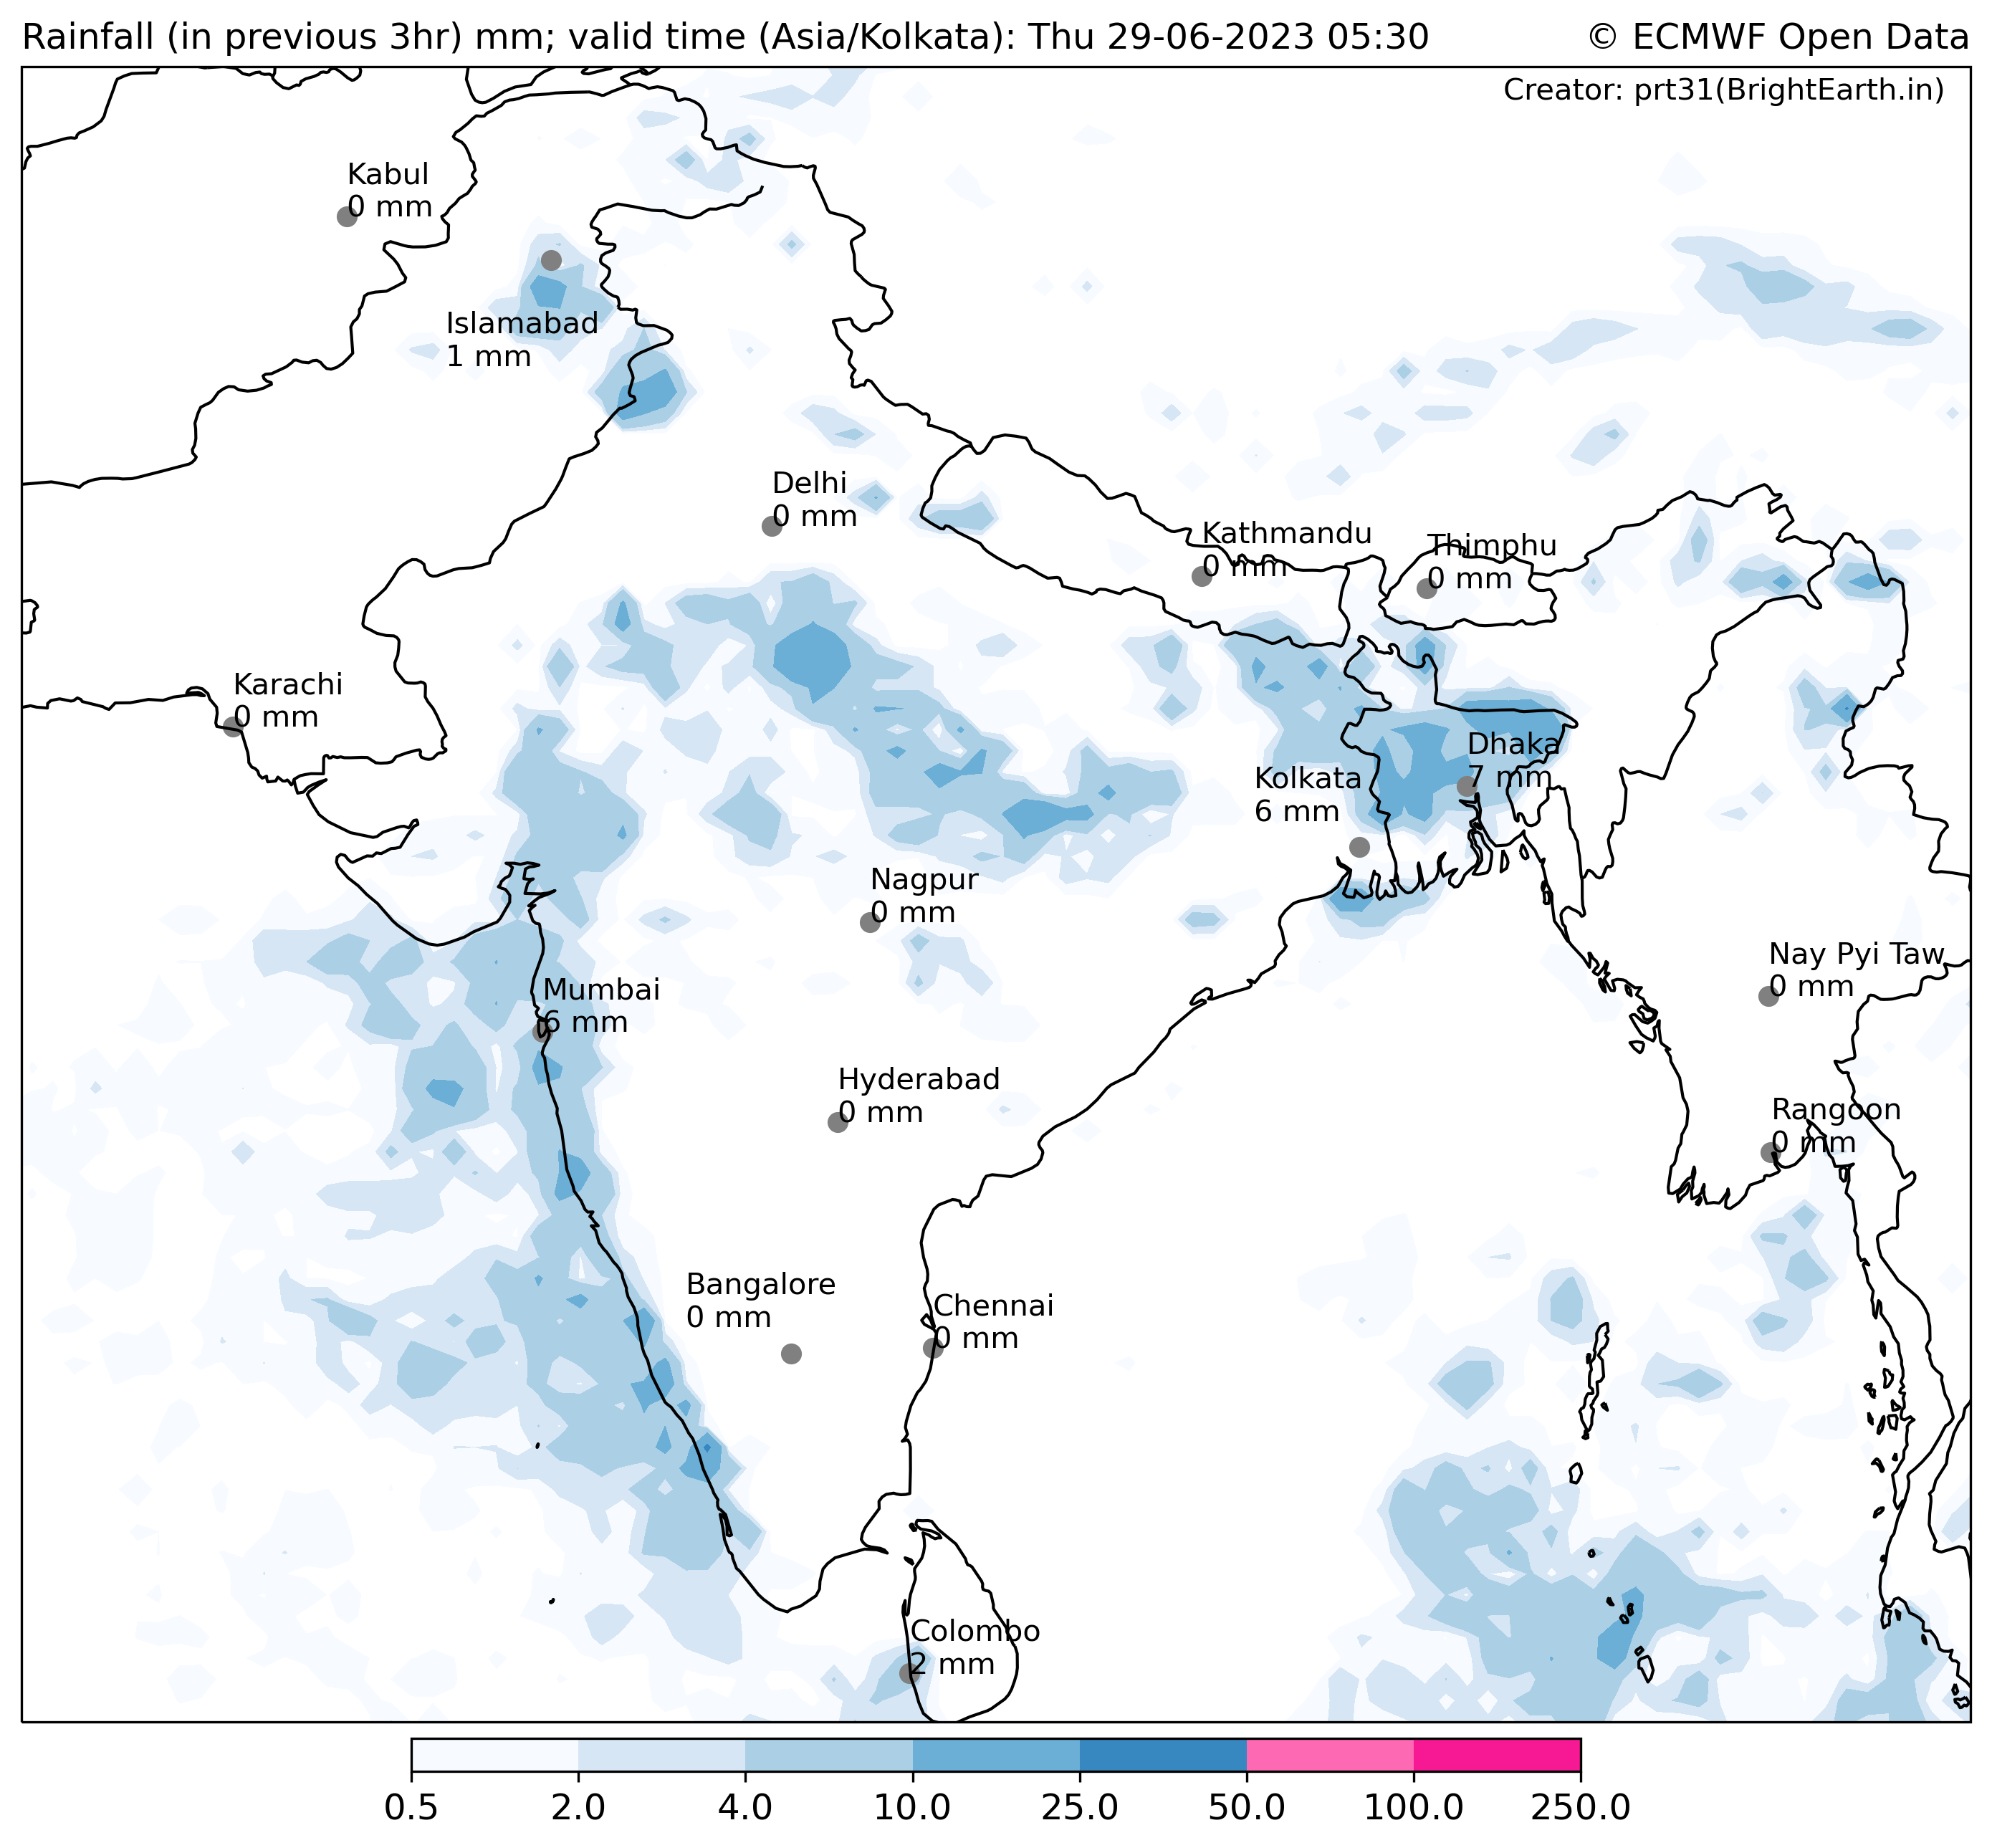 Rainfall (in previous 3hr) mm; valid time (Asia/Kolkata): Thu 29-06-2023 05:30
© ECMWF Open Data
Creator: prt31(BrightEarth.in)
Kabul
0 mm
Islamabad
1 mm
Delhi
0 mm
Kathmandu
0 mm
Thimphu
0 mm
Karachi
0 mm
Dhaka
7 mm
Kolkata
6 mm
Nagpur
0 mm
Nay Pyi Taw
0 mm
Mumbai
6 mm
Hyderabad
0 mm
Rangoon
0 mm
Bangalore
0 mm
Chennai
0 mm
Colombo
2 mm
0.5 2.0 4.0 10.0 25.0 50.0 100.0 250.0